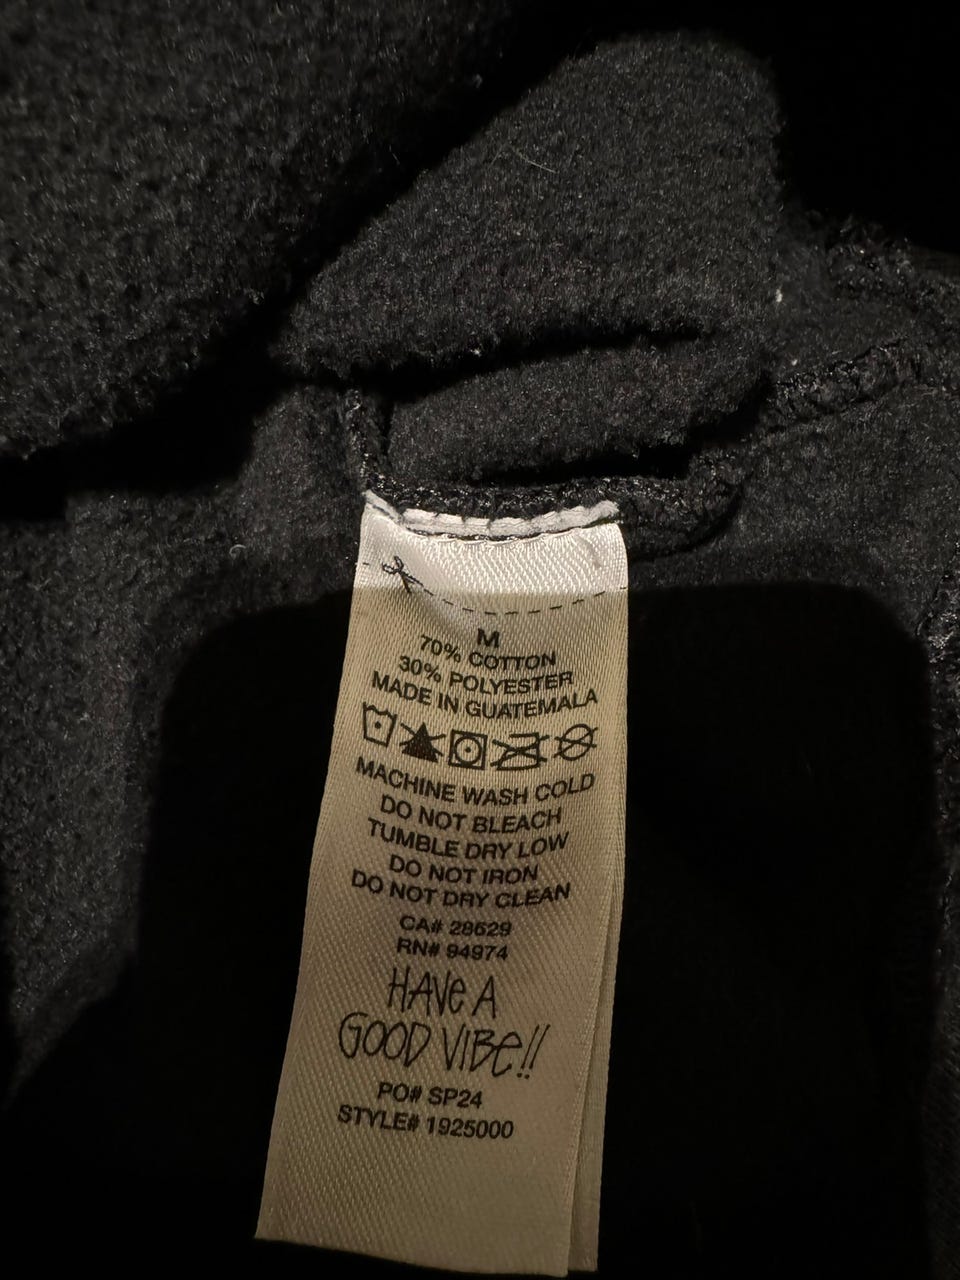 M
70% COTTON
30% POLYESTER
MADE IN GUATEMALA
MACHINE WASH COLD
DO NOT BLEACH
TUMBLE DRY LOW
DO NOT IRON
DO NOT DRY CLEAN
CA# 28629
RN# 94974
HAVe A
GOOD VIBe!!
PO# SP24
STYLE# 1925000